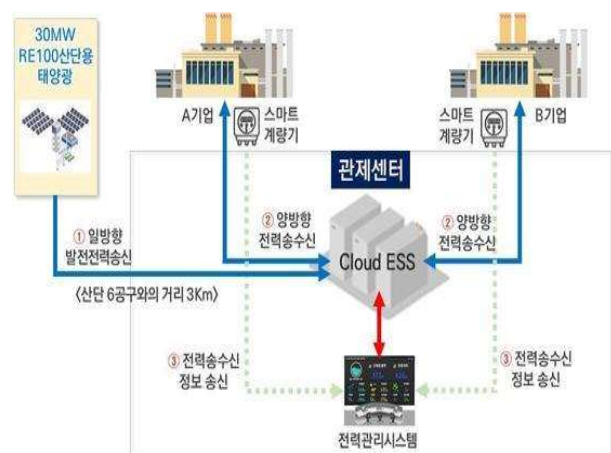 30MW
RE100산단용
태양광
A기업
스마트
계량기
스마트
계량기
B기업
관제센터
① 일방향
발전전력송신
② 양방향
전력송수신
② 양방향
전력송수신
Cloud ESS
〈산단 6공구와의 거리 3Km〉
③ 전력송수신
정보 송신
③ 전력송수신
정보 송신
전력관리시스템